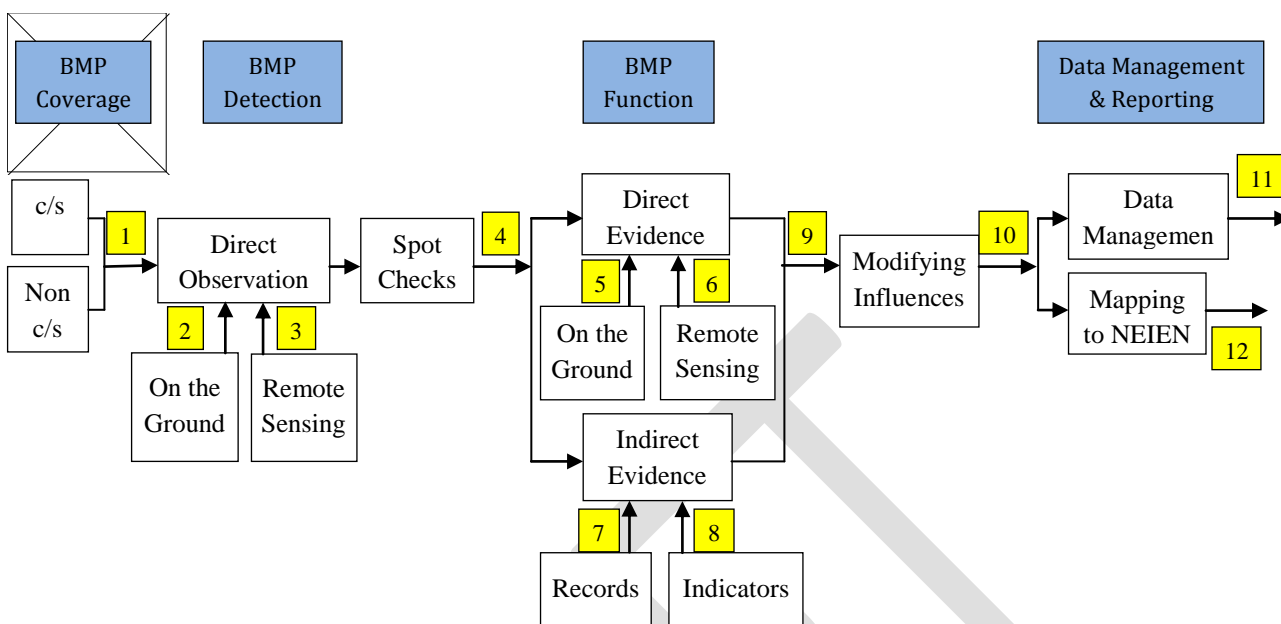 BMP
Coverage
BMP
Detection
BMP
Function
Data Management
& Reporting
c/s
Non
c/s
1
Direct
Observation
2
3
On the
Ground
Remote
Sensing
Spot
Checks
4
Direct
Evidence
5
6
On the
Ground
Remote
Sensing
Indirect
Evidence
7
8
Records
Indicators
9
Modifying
Influences
10
Data
Managemen
11
Mapping
to NEIEN
12